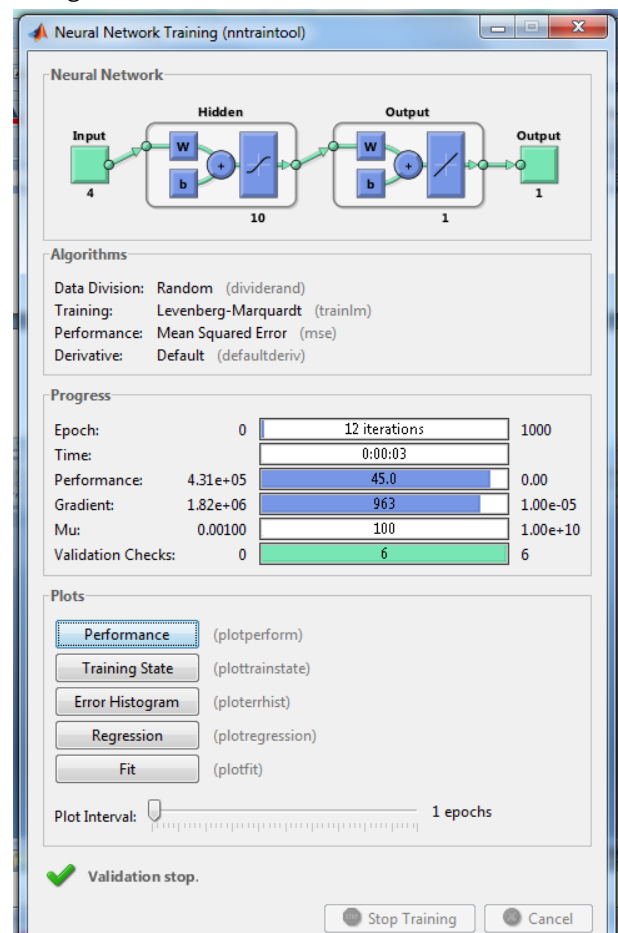 Neural Network Training (nntraintool)
Neural Network
Hidden Output
Input Output
W W
+ +
b b
4 1
10 1
Algorithms
Data Division: Random (dividerand)
Training: Levenberg-Marquardt (trainlm)
Performance: Mean Squared Error (mse)
Derivative: Default (defaultderiv)
Progress
Epoch: 0 12 iterations 1000
Time: 0:00:03
Performance: 4.31e+05 45.0 0.00
Gradient: 1.82e+06 963 1.00e-05
Mu: 0.00100 100 1.00e+10
Validation Checks: 0 6 6
Plots
Performance (plotperform)
Training State (plottrainstate)
Error Histogram (ploterrhist)
Regression (plotregression)
Fit (plotfit)
Plot Interval: 1 epochs
Validation stop.
Stop Training Cancel